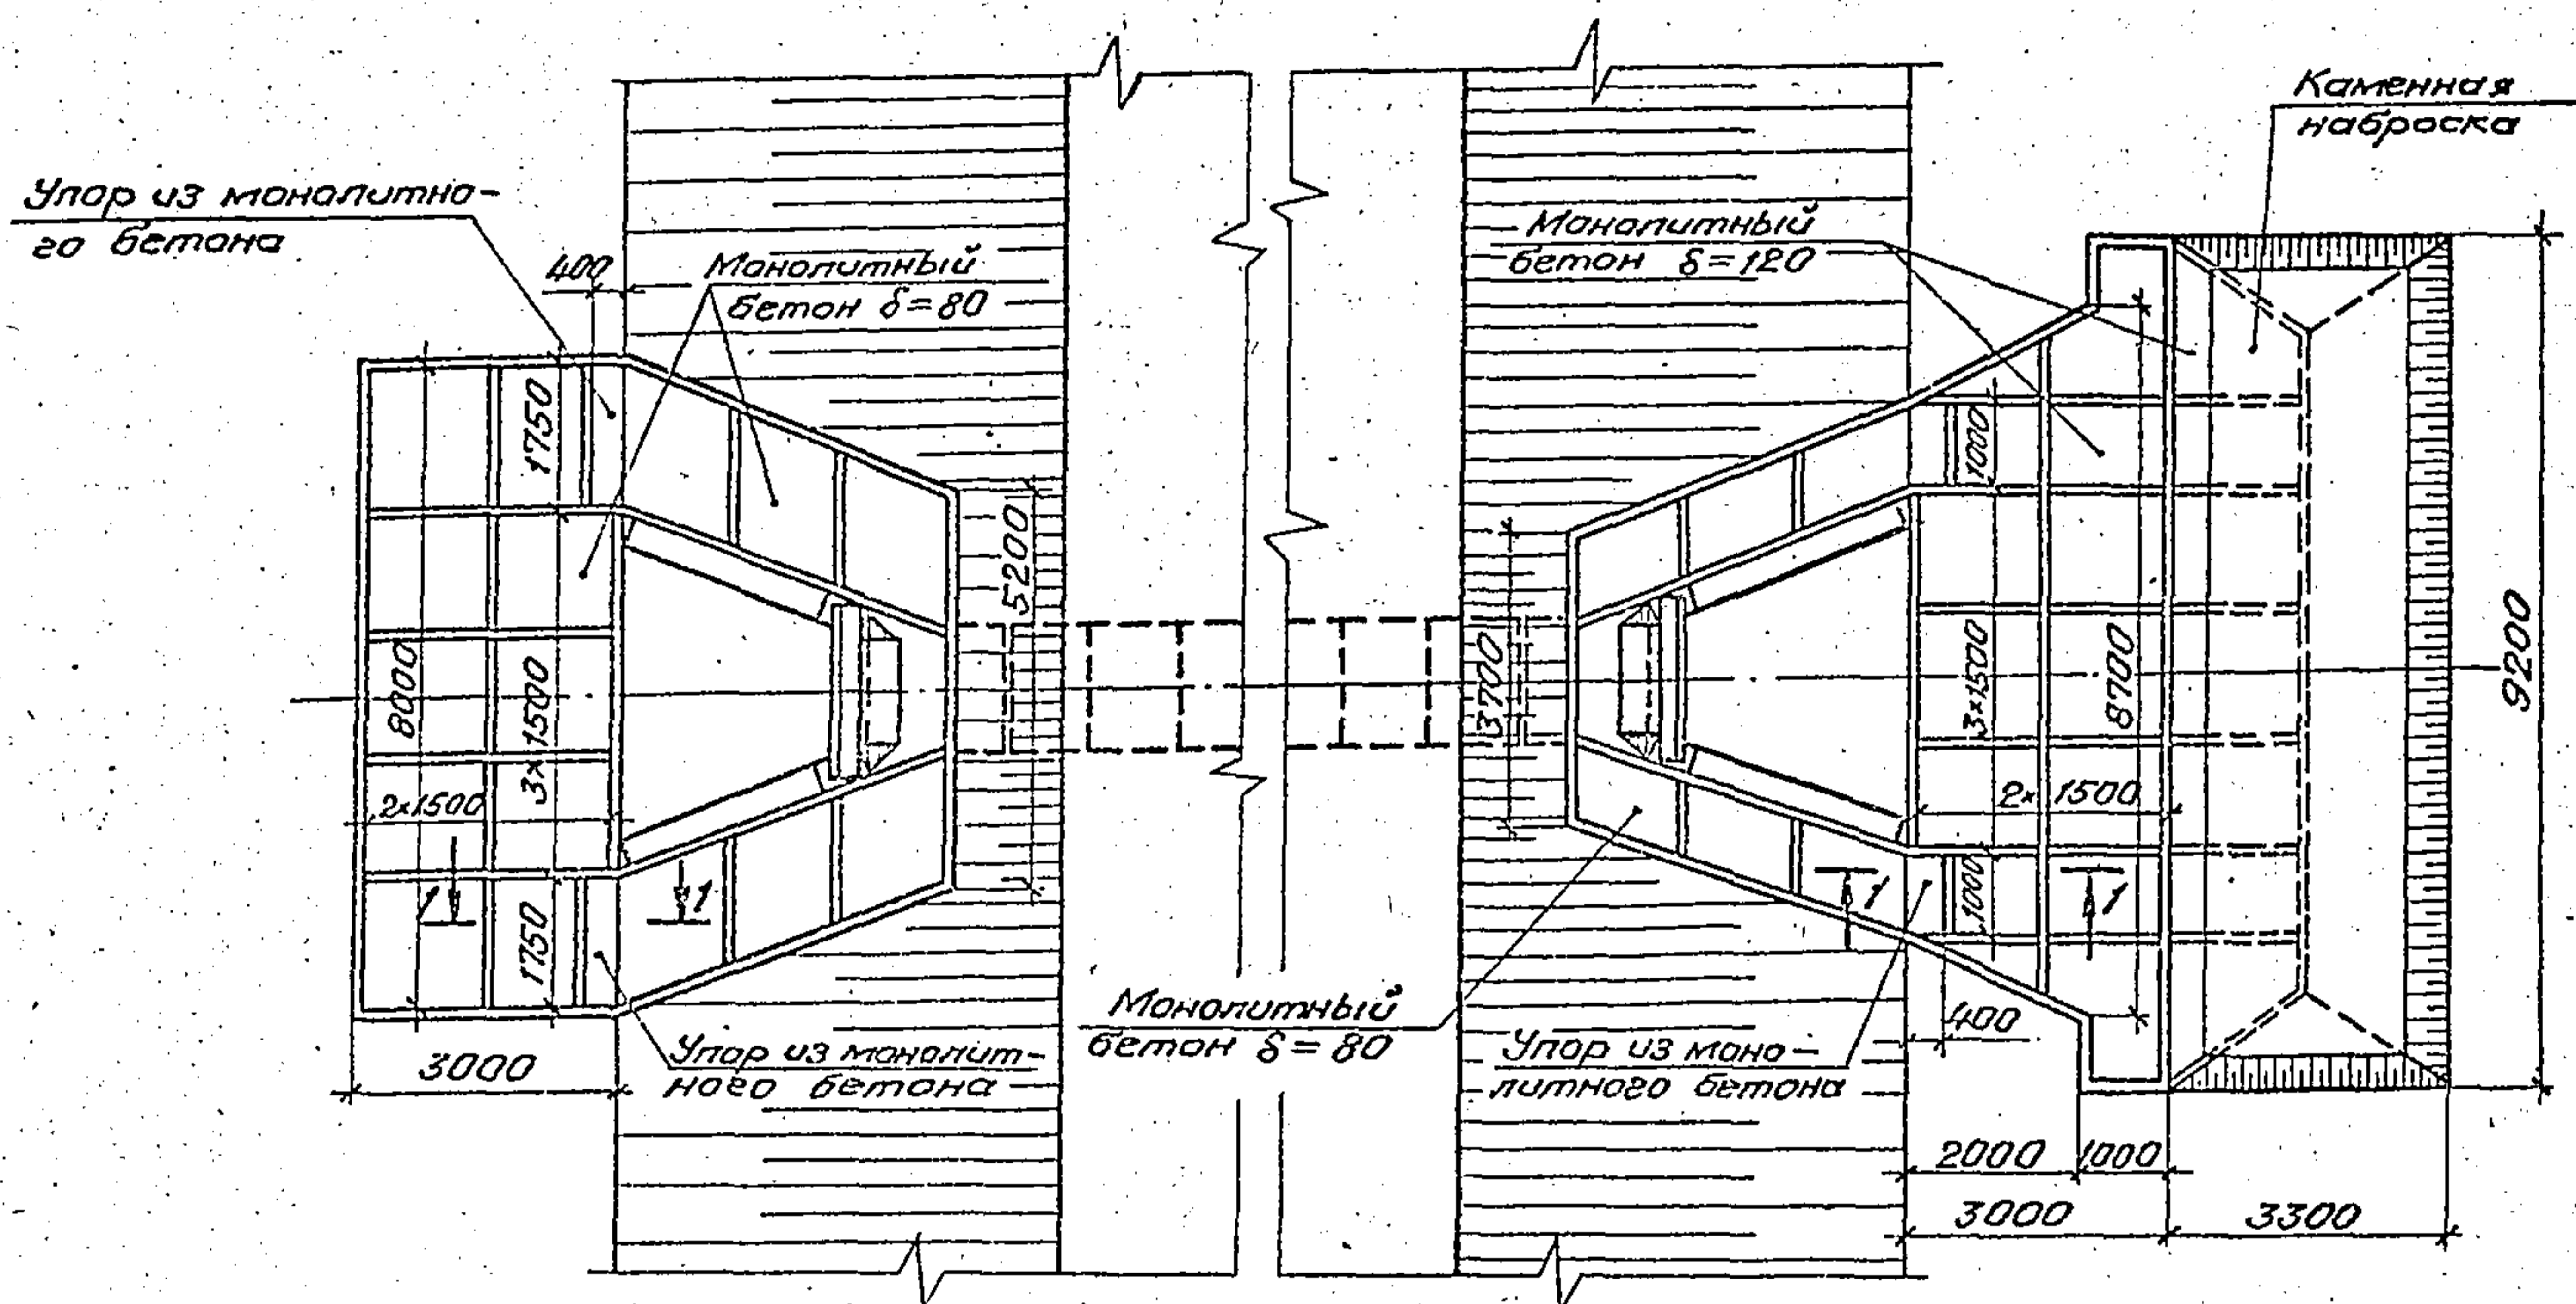 Каменная
наброска
Упор из монолитно-
го бетона
Монолитный
бетон δ=120
400
Монолитный
бетон δ=80
1750
1000
5200
8000
3×1500
3700
3×1500
8700
9200
2×1500
2×1500
1
1
1000
1
1
1750
Монолитный
бетон δ=80
400
Упор из монолит-
ного бетона
Упор из моно-
литного бетона
3000
2000
1000
3000
3300